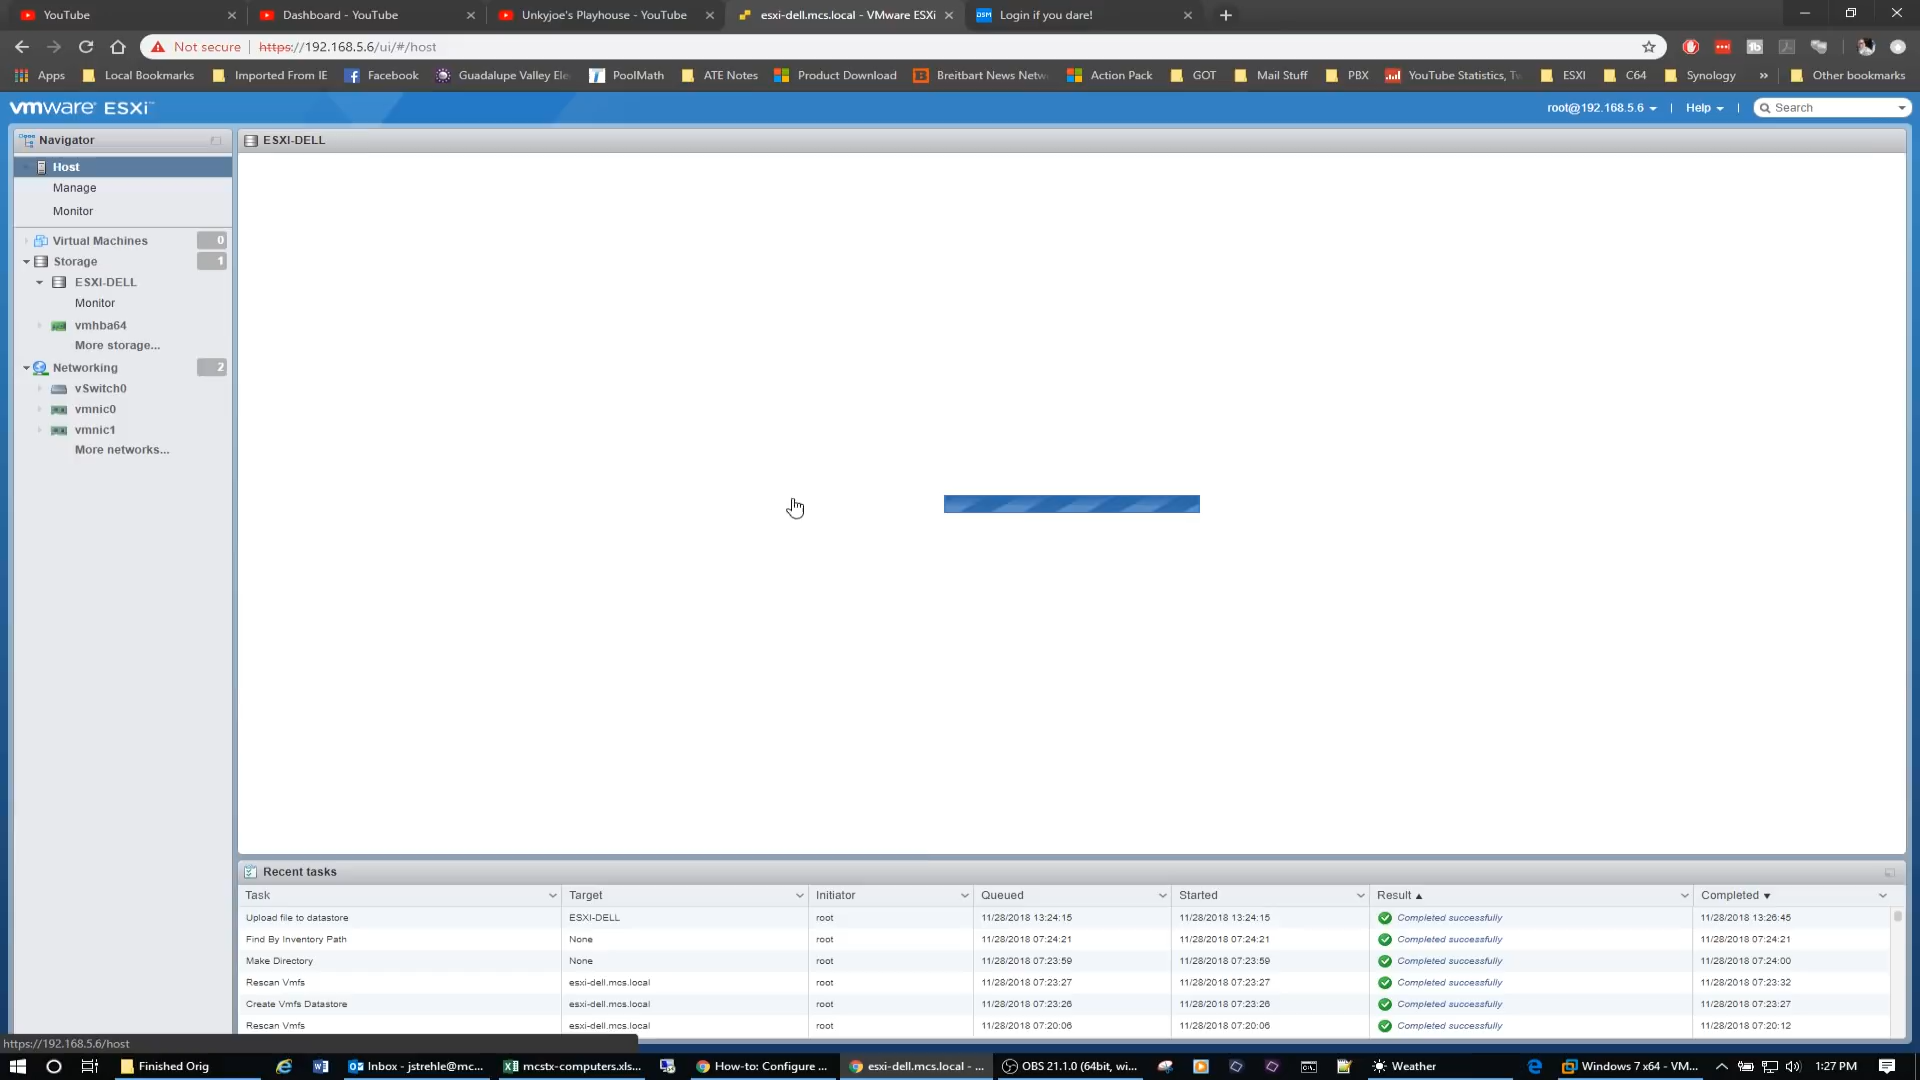 YouTube
Dashboard - YouTube
Unkyjoe's Playhouse - YouTube
esxi-dell.mcs.local - VMware ESXi
DSM Login if you dare!
Not secure | https://192.168.5.6/ui/#/host
Apps
Local Bookmarks
Imported From IE
Facebook
Guadalupe Valley Ele
PoolMath
ATE Notes
Product Download
Breitbart News Netw
Action Pack
GOT
Mail Stuff
PBX
YouTube Statistics, Tw
ESXI
C64
Synology
»
Other bookmarks
vmware ESXi™
root@192.168.5.6
Help
Search
Navigator
ESXI-DELL
Host
Manage
Monitor
Virtual Machines 0
Storage 1
ESXI-DELL
Monitor
vmhba64
More storage...
Networking 2
vSwitch0
vmnic0
vmnic1
More networks...
Recent tasks
Task Target Initiator Queued Started Result Completed
Upload file to datastore ESXI-DELL root 11/28/2018 13:24:15 11/28/2018 13:24:15 Completed successfully 11/28/2018 13:26:45
Find By Inventory Path None root 11/28/2018 07:24:21 11/28/2018 07:24:21 Completed successfully 11/28/2018 07:24:21
Make Directory None root 11/28/2018 07:23:59 11/28/2018 07:23:59 Completed successfully 11/28/2018 07:24:00
Rescan Vmfs esxi-dell.mcs.local root 11/28/2018 07:23:27 11/28/2018 07:23:27 Completed successfully 11/28/2018 07:23:32
Create Vmfs Datastore esxi-dell.mcs.local root 11/28/2018 07:23:26 11/28/2018 07:23:26 Completed successfully 11/28/2018 07:23:27
Rescan Vmfs esxi-dell.mcs.local root 11/28/2018 07:20:06 11/28/2018 07:20:06 Completed successfully 11/28/2018 07:20:12
https://192.168.5.6/host
Finished Orig
Inbox - jstrehle@mc...
mcstx-computers.xls...
How-to: Configure ...
esxi-dell.mcs.local - ...
OBS 21.1.0 (64bit, wi...
Weather
Windows 7 x64 - VM...
1:27 PM